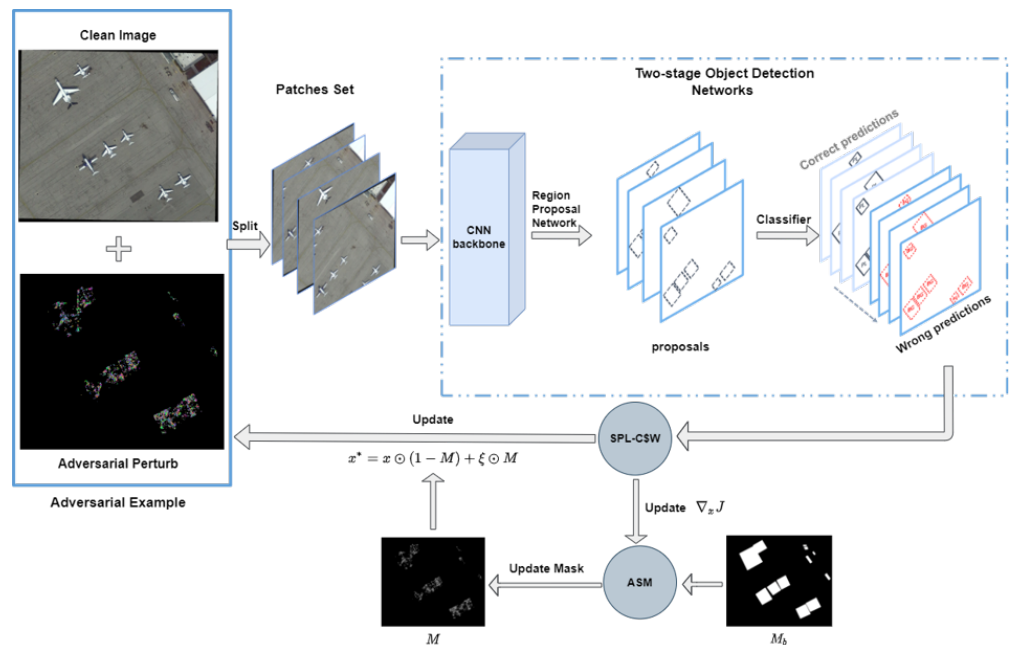 Clean Image
Patches Set
Two-stage Object Detection
Networks
Correct predictions
Split
CNN
backbone
Region
Proposal
Network
Classifier
proposals
Wrong predictions
Adversarial Perturb
Adversarial Example
Update
x* = x ⊙ (1 − M) + ξ ⊙ M
SPL-C$W
Update ∇ₓJ
Update Mask
ASM
M
M_b